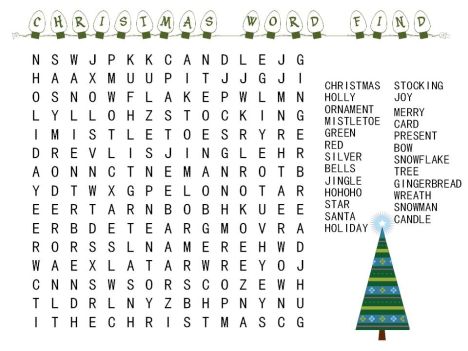 CHRISTMAS WORD FIND
N S W J P K K C A N D L E J G
H A A X M U U P I T J J G J I
O S N O W F L A K E P W L M N
L Y L L O H Z S T O C K I N G
I M I S T L E T O E S R Y R E
D R E V L I S J I N G L E H R
A O N N C T N E M A N R O T B
Y D T W X G P E L O N O T A R
E E R T A R N B O B H K U E E
E R B D E T E A R G M O V R A
R O R S S L N A M E R E H W D
W A E X L A T A R W R E Y O J
C N N S W S O R S C O Z E W H
T L D R L N Y Z B H P N Y N U
I T H E C H R I S T M A S C G
CHRISTMAS
HOLLY
ORNAMENT
MISTLETOE
GREEN
RED
SILVER
BELLS
JINGLE
HOHOHO
STAR
SANTA
HOLIDAY
STOCKING
JOY
MERRY
CARD
PRESENT
BOW
SNOWFLAKE
TREE
GINGERBREAD
WREATH
SNOWMAN
CANDLE